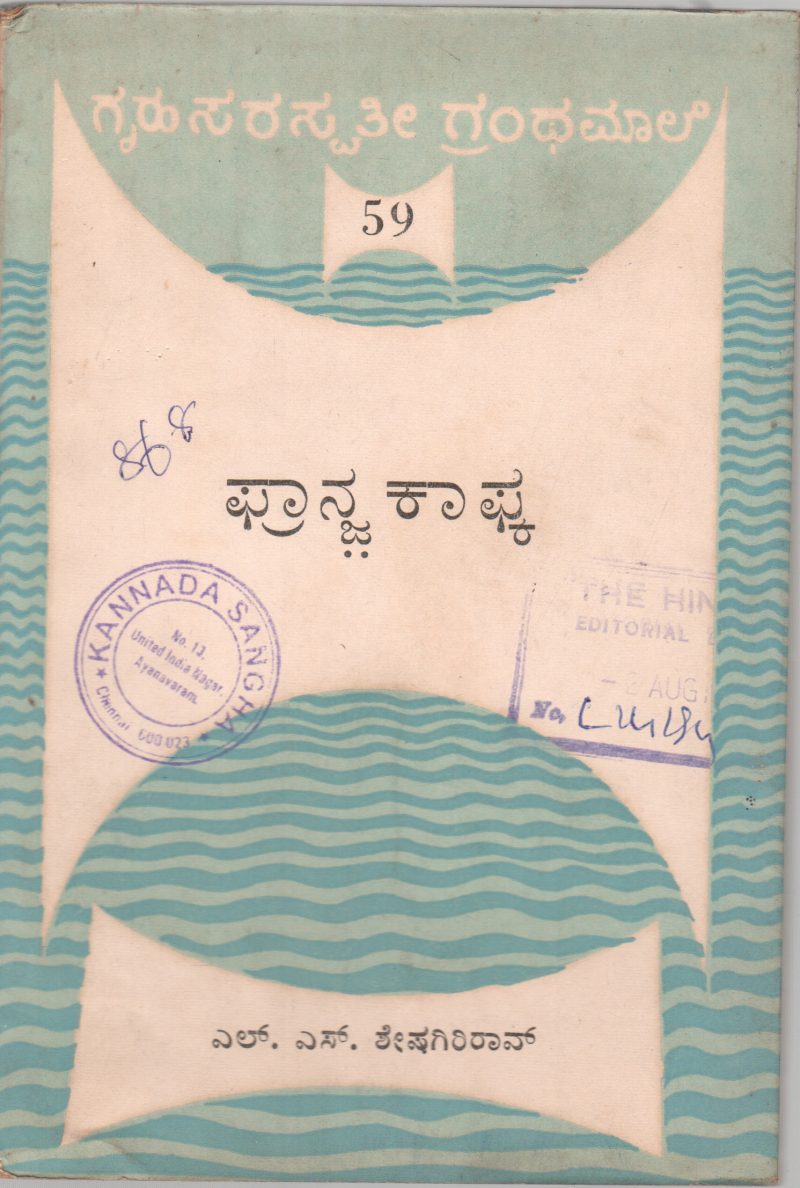 ಗೃಹಸರಸ್ವತೀ ಗ್ರಂಥಮಾಲೆ
59
ಫ್ರಾನ್ಜ಼ ಕಾಫ್ಕ
KANNADA SANGHA
No. 13,
United India Nagar,
Ayanavaram,
Chennai 600 023
THE HIN
EDITORIAL
AUG
No.
ಎಲ್. ಎಸ್. ಶೇಷಗಿರಿರಾವ್